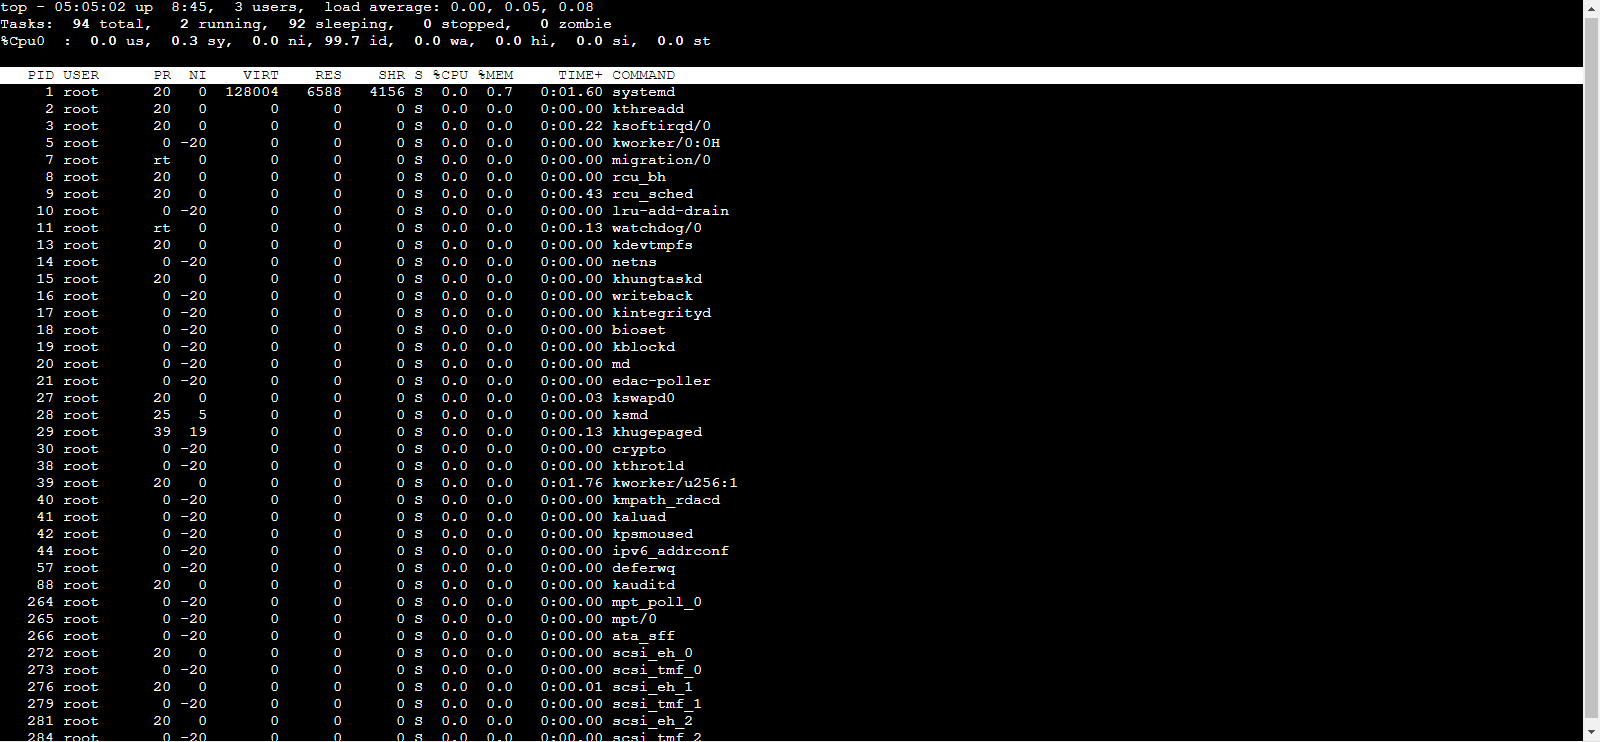 top - 05:05:02 up  8:45,  3 users,  load average: 0.00, 0.05, 0.08
Tasks:  94 total,   2 running,  92 sleeping,   0 stopped,   0 zombie
%Cpu0  :  0.0 us,  0.3 sy,  0.0 ni, 99.7 id,  0.0 wa,  0.0 hi,  0.0 si,  0.0 st
PID USER      PR  NI    VIRT    RES    SHR S %CPU %MEM     TIME+ COMMAND
1 root      20   0  128004   6588   4156 S  0.0  0.7   0:01.60 systemd
2 root      20   0       0      0      0 S  0.0  0.0   0:00.00 kthreadd
3 root      20   0       0      0      0 S  0.0  0.0   0:00.22 ksoftirqd/0
5 root       0 -20       0      0      0 S  0.0  0.0   0:00.00 kworker/0:0H
7 root      rt   0       0      0      0 S  0.0  0.0   0:00.00 migration/0
8 root      20   0       0      0      0 S  0.0  0.0   0:00.00 rcu_bh
9 root      20   0       0      0      0 S  0.0  0.0   0:00.43 rcu_sched
10 root       0 -20       0      0      0 S  0.0  0.0   0:00.00 lru-add-drain
11 root      rt   0       0      0      0 S  0.0  0.0   0:00.13 watchdog/0
13 root      20   0       0      0      0 S  0.0  0.0   0:00.00 kdevtmpfs
14 root       0 -20       0      0      0 S  0.0  0.0   0:00.00 netns
15 root      20   0       0      0      0 S  0.0  0.0   0:00.00 khungtaskd
16 root       0 -20       0      0      0 S  0.0  0.0   0:00.00 writeback
17 root       0 -20       0      0      0 S  0.0  0.0   0:00.00 kintegrityd
18 root       0 -20       0      0      0 S  0.0  0.0   0:00.00 bioset
19 root       0 -20       0      0      0 S  0.0  0.0   0:00.00 kblockd
20 root       0 -20       0      0      0 S  0.0  0.0   0:00.00 md
21 root       0 -20       0      0      0 S  0.0  0.0   0:00.00 edac-poller
27 root      20   0       0      0      0 S  0.0  0.0   0:00.03 kswapd0
28 root      25   5       0      0      0 S  0.0  0.0   0:00.00 ksmd
29 root      39  19       0      0      0 S  0.0  0.0   0:00.13 khugepaged
30 root       0 -20       0      0      0 S  0.0  0.0   0:00.00 crypto
38 root       0 -20       0      0      0 S  0.0  0.0   0:00.00 kthrotld
39 root      20   0       0      0      0 S  0.0  0.0   0:01.76 kworker/u256:1
40 root       0 -20       0      0      0 S  0.0  0.0   0:00.00 kmpath_rdacd
41 root       0 -20       0      0      0 S  0.0  0.0   0:00.00 kaluad
42 root       0 -20       0      0      0 S  0.0  0.0   0:00.00 kpsmoused
44 root       0 -20       0      0      0 S  0.0  0.0   0:00.00 ipv6_addrconf
57 root       0 -20       0      0      0 S  0.0  0.0   0:00.00 deferwq
88 root      20   0       0      0      0 S  0.0  0.0   0:00.00 kauditd
264 root       0 -20       0      0      0 S  0.0  0.0   0:00.00 mpt_poll_0
265 root       0 -20       0      0      0 S  0.0  0.0   0:00.00 mpt/0
266 root       0 -20       0      0      0 S  0.0  0.0   0:00.00 ata_sff
272 root      20   0       0      0      0 S  0.0  0.0   0:00.00 scsi_eh_0
273 root       0 -20       0      0      0 S  0.0  0.0   0:00.00 scsi_tmf_0
276 root      20   0       0      0      0 S  0.0  0.0   0:00.01 scsi_eh_1
279 root       0 -20       0      0      0 S  0.0  0.0   0:00.00 scsi_tmf_1
281 root      20   0       0      0      0 S  0.0  0.0   0:00.00 scsi_eh_2
284 root       0 -20       0      0      0 S  0.0  0.0   0:00.00 scsi_tmf_2